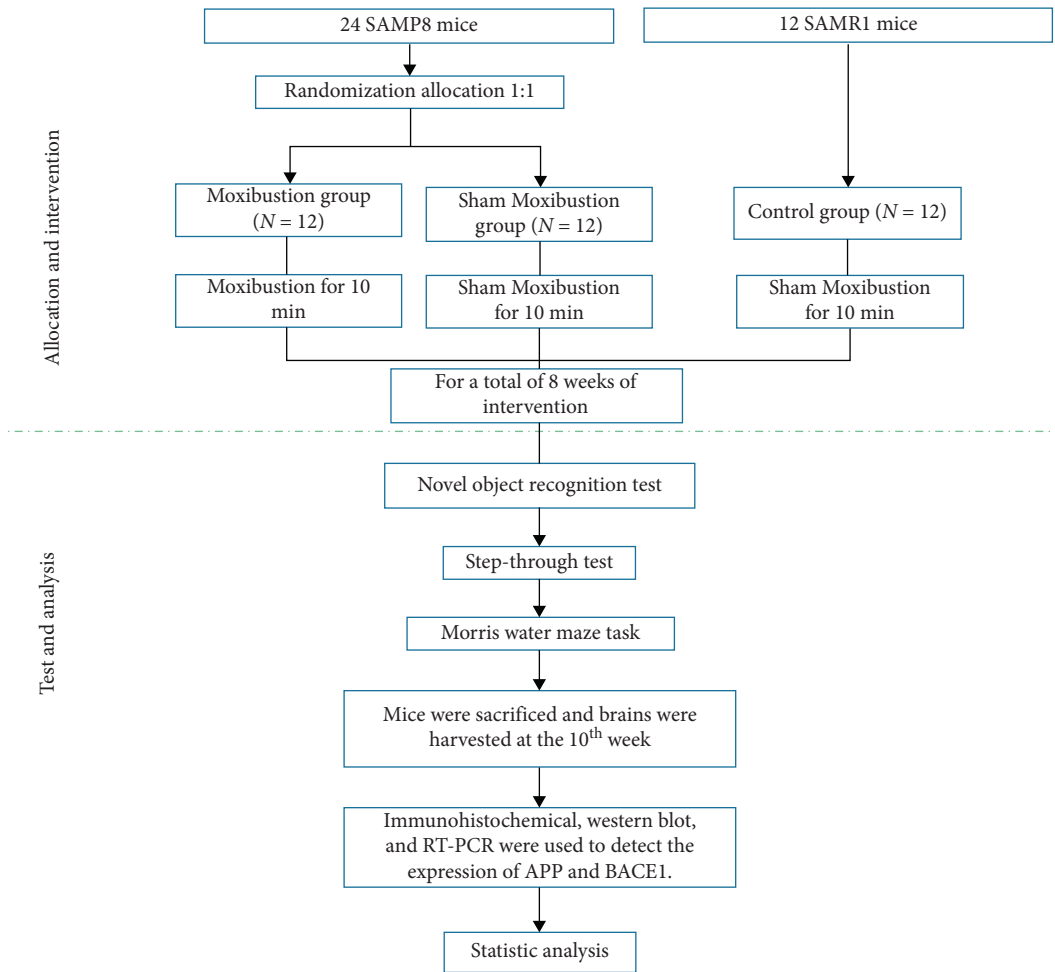 24 SAMP8 mice
12 SAMR1 mice
Randomization allocation 1:1
Allocation and intervention
Moxibustion group
(N = 12)
Sham Moxibustion
group (N = 12)
Control group (N = 12)
Moxibustion for 10
min
Sham Moxibustion
for 10 min
Sham Moxibustion
for 10 min
For a total of 8 weeks of
intervention
Test and analysis
Novel object recognition test
Step-through test
Morris water maze task
Mice were sacrificed and brains were
harvested at the 10th week
Immunohistochemical, western blot,
and RT-PCR were used to detect the
expression of APP and BACE1.
Statistic analysis